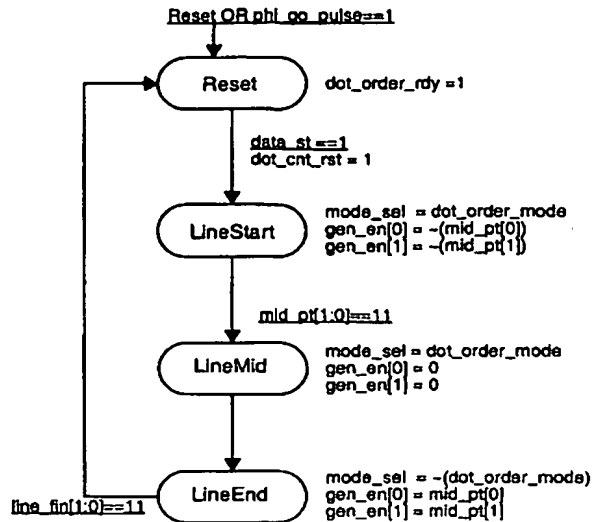 Reset OR phi_go_pulse==1
Reset
dot_order_rdy = 1
data_st ==1
dot_cnt_rst = 1
LineStart
mode_sel = dot_order_mode
gen_en[0] = ~(mid_pt[0])
gen_en[1] = ~(mid_pt[1])
mid_pt[1:0]==11
LineMid
mode_sel = dot_order_mode
gen_en[0] = 0
gen_en[1] = 0
LineEnd
mode_sel = ~(dot_order_mode)
gen_en[0] = mid_pt[0]
gen_en[1] = mid_pt[1]
line_fin[1:0]==11